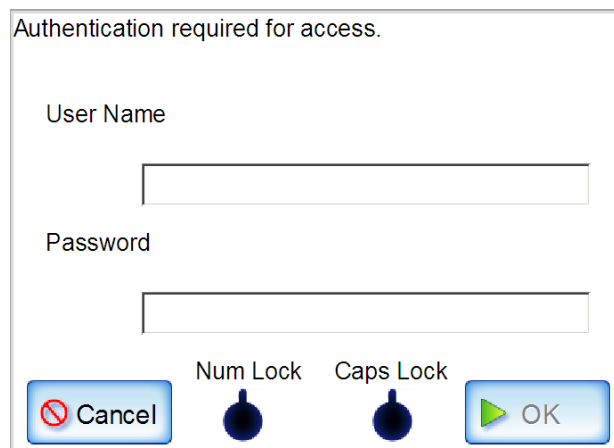 Authentication required for access.
User Name
Password
Num Lock Caps Lock
Cancel OK